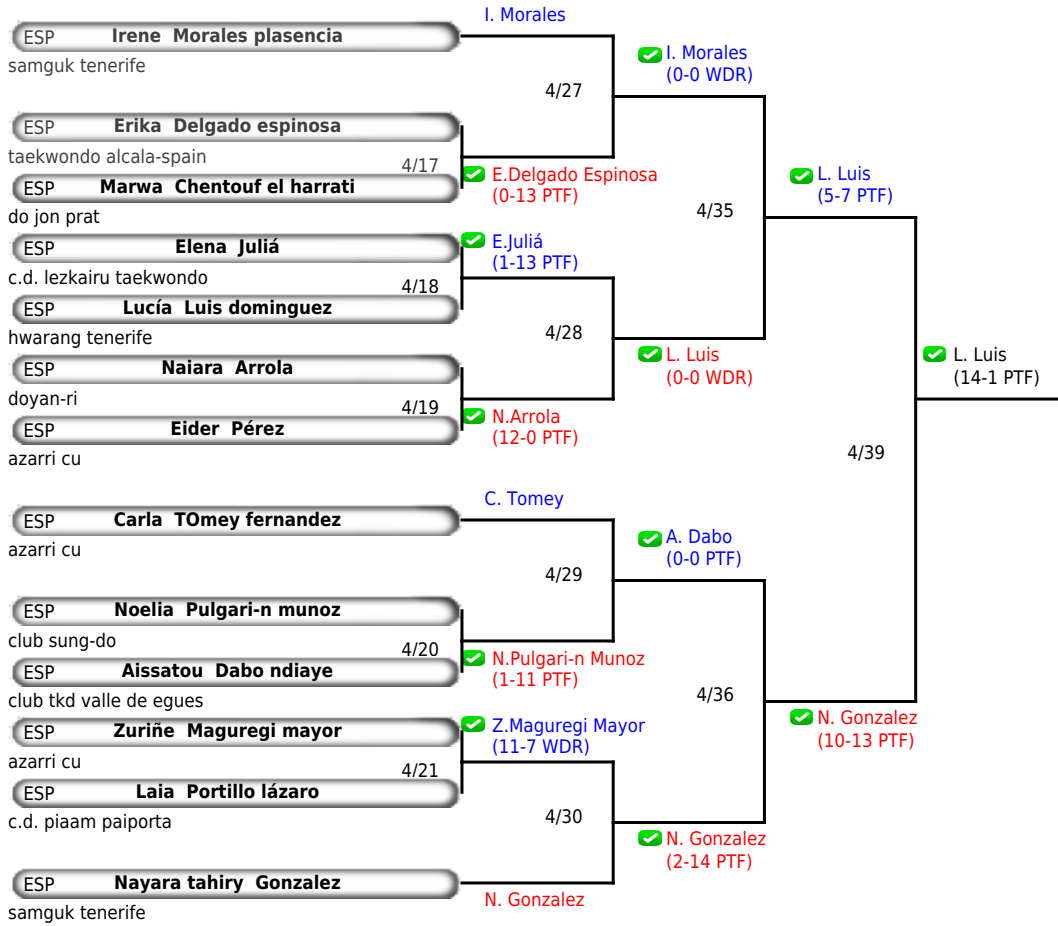 I. Morales
ESP Irene Morales plasencia
samguk tenerife
I. Morales
(0-0 WDR)
4/27
ESP Erika Delgado espinosa
taekwondo alcala-spain
4/17
E.Delgado Espinosa
(0-13 PTF)
ESP Marwa Chentouf el harrati
do jon prat
L. Luis
(5-7 PTF)
4/35
ESP Elena Juliá
c.d. lezkairu taekwondo
E.Juliá
(1-13 PTF)
4/18
ESP Lucía Luis dominguez
hwarang tenerife
4/28
L. Luis
(0-0 WDR)
ESP Naiara Arrola
doyan-ri
4/19
N.Arrola
(12-0 PTF)
ESP Eider Pérez
azarri cu
L. Luis
(14-1 PTF)
4/39
C. Tomey
ESP Carla TOmey fernandez
azarri cu
A. Dabo
(0-0 PTF)
4/29
ESP Noelia Pulgari-n munoz
club sung-do
4/20
N.Pulgari-n Munoz
(1-11 PTF)
ESP Aissatou Dabo ndiaye
club tkd valle de egues
4/36
N. Gonzalez
(10-13 PTF)
ESP Zuriñe Maguregi mayor
azarri cu
Z.Maguregi Mayor
(11-7 WDR)
4/21
ESP Laia Portillo lázaro
c.d. piaam paiporta
4/30
N. Gonzalez
(2-14 PTF)
ESP Nayara tahiry Gonzalez
samguk tenerife
N. Gonzalez